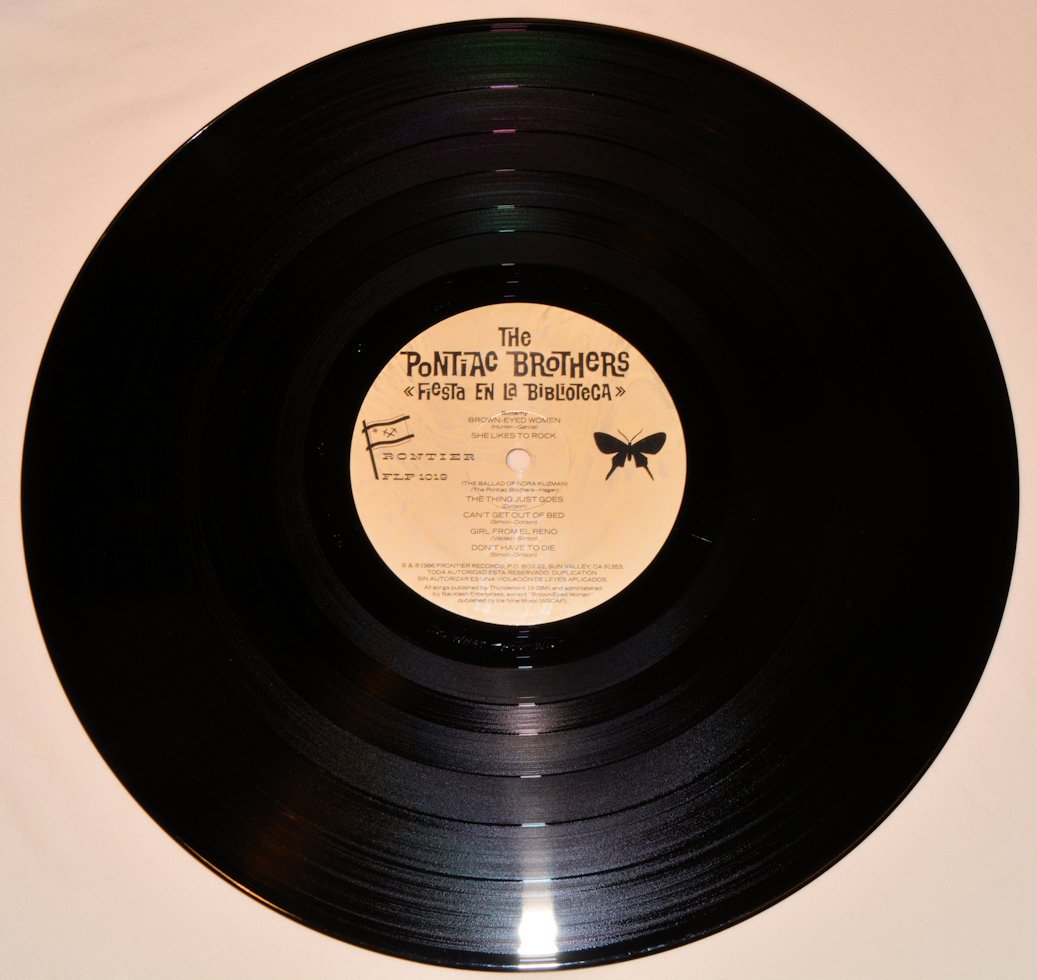 THE
PONTIAC BROTHERS
«FIESTA EN LA BIBLIOTECA»
Butterfly
BROWN-EYED WOMEN
(Hunter–Garcia)
SHE LIKES TO ROCK
FRONTIER
FLP 1019
(THE BALLAD OF NORA KUZMAN)
(The Pontiac Brothers–Hager)
THE THING JUST GOES
(Dotson)
CAN'T GET OUT OF BED
(Simon–Dotson)
GIRL FROM EL RENO
(Valdez–Simon)
DON'T HAVE TO DIE
(Simon–Dotson)
© & ℗ 1986 FRONTIER RECORDS, P.O. BOX 22, SUN VALLEY, CA 91353.
TODA AUTORIDAD ESTA RESERVADO. DUPLICATION
SIN AUTORIZAR ES UNA VIOLACIÓN DE LEYES APLICADOS.
All songs published by Thunderbird 19 (BMI) and administered
by Backlash Enterprises, except "Brown-Eyed Women"
published by Ice Nine Music (ASCAP).